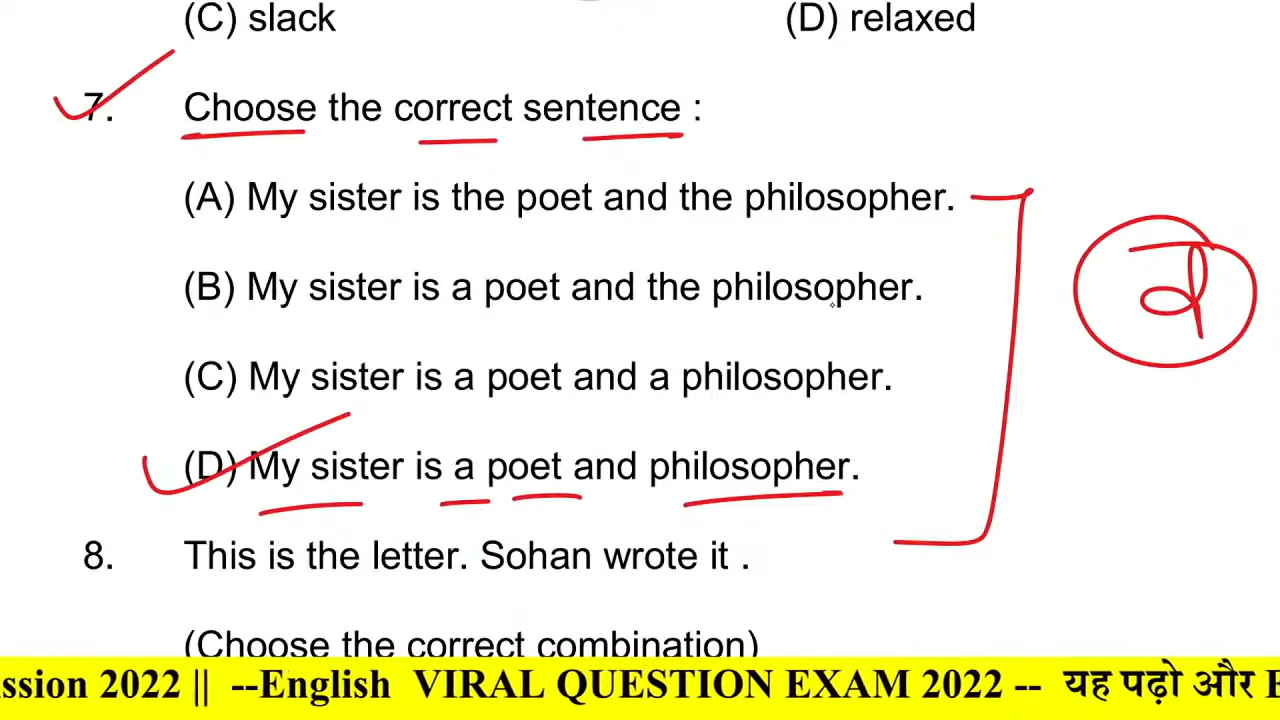 (C) slack (D) relaxed
7. Choose the correct sentence :
(A) My sister is the poet and the philosopher.
(B) My sister is a poet and the philosopher.
(C) My sister is a poet and a philosopher.
(D) My sister is a poet and philosopher.
8. This is the letter. Sohan wrote it .
(Choose the correct combination)
ssion 2022 || --English VIRAL QUESTION EXAM 2022 -- यह पढ़ो और E